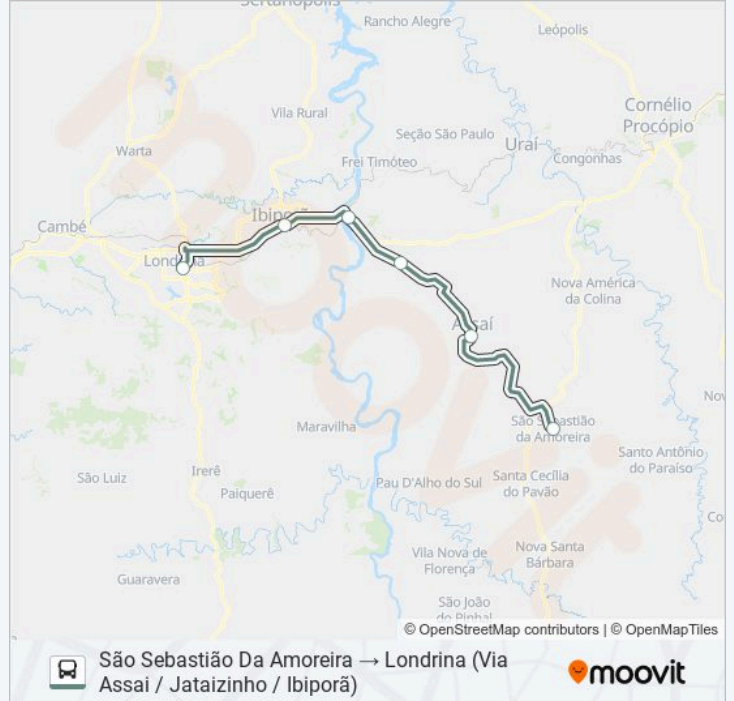 Sertanópolis
Rancho Alegre
Leópolis
Vila Rural
Cornélio
Procópio
Seção São Paulo
Uraí
Warta
Frei Timóteo
Congonhas
Ibiporã
Cambé
Londrina
Nova América
da Colina
Assaí
São Sebastião
da Amoreira
Maravilha
Santo Antônio
do Paraíso
São Luiz
Irerê
Paiquerê
Pau D'Alho do Sul
Santa Cecília
do Pavão
Vila Nova de
Florença
Nova Santa
Bárbara
Guaravera
São João
do Pinhal
© OpenStreetMap contributors | © OpenMapTiles
São Sebastião Da Amoreira → Londrina (Via
Assai / Jataizinho / Ibiporã)
moovit